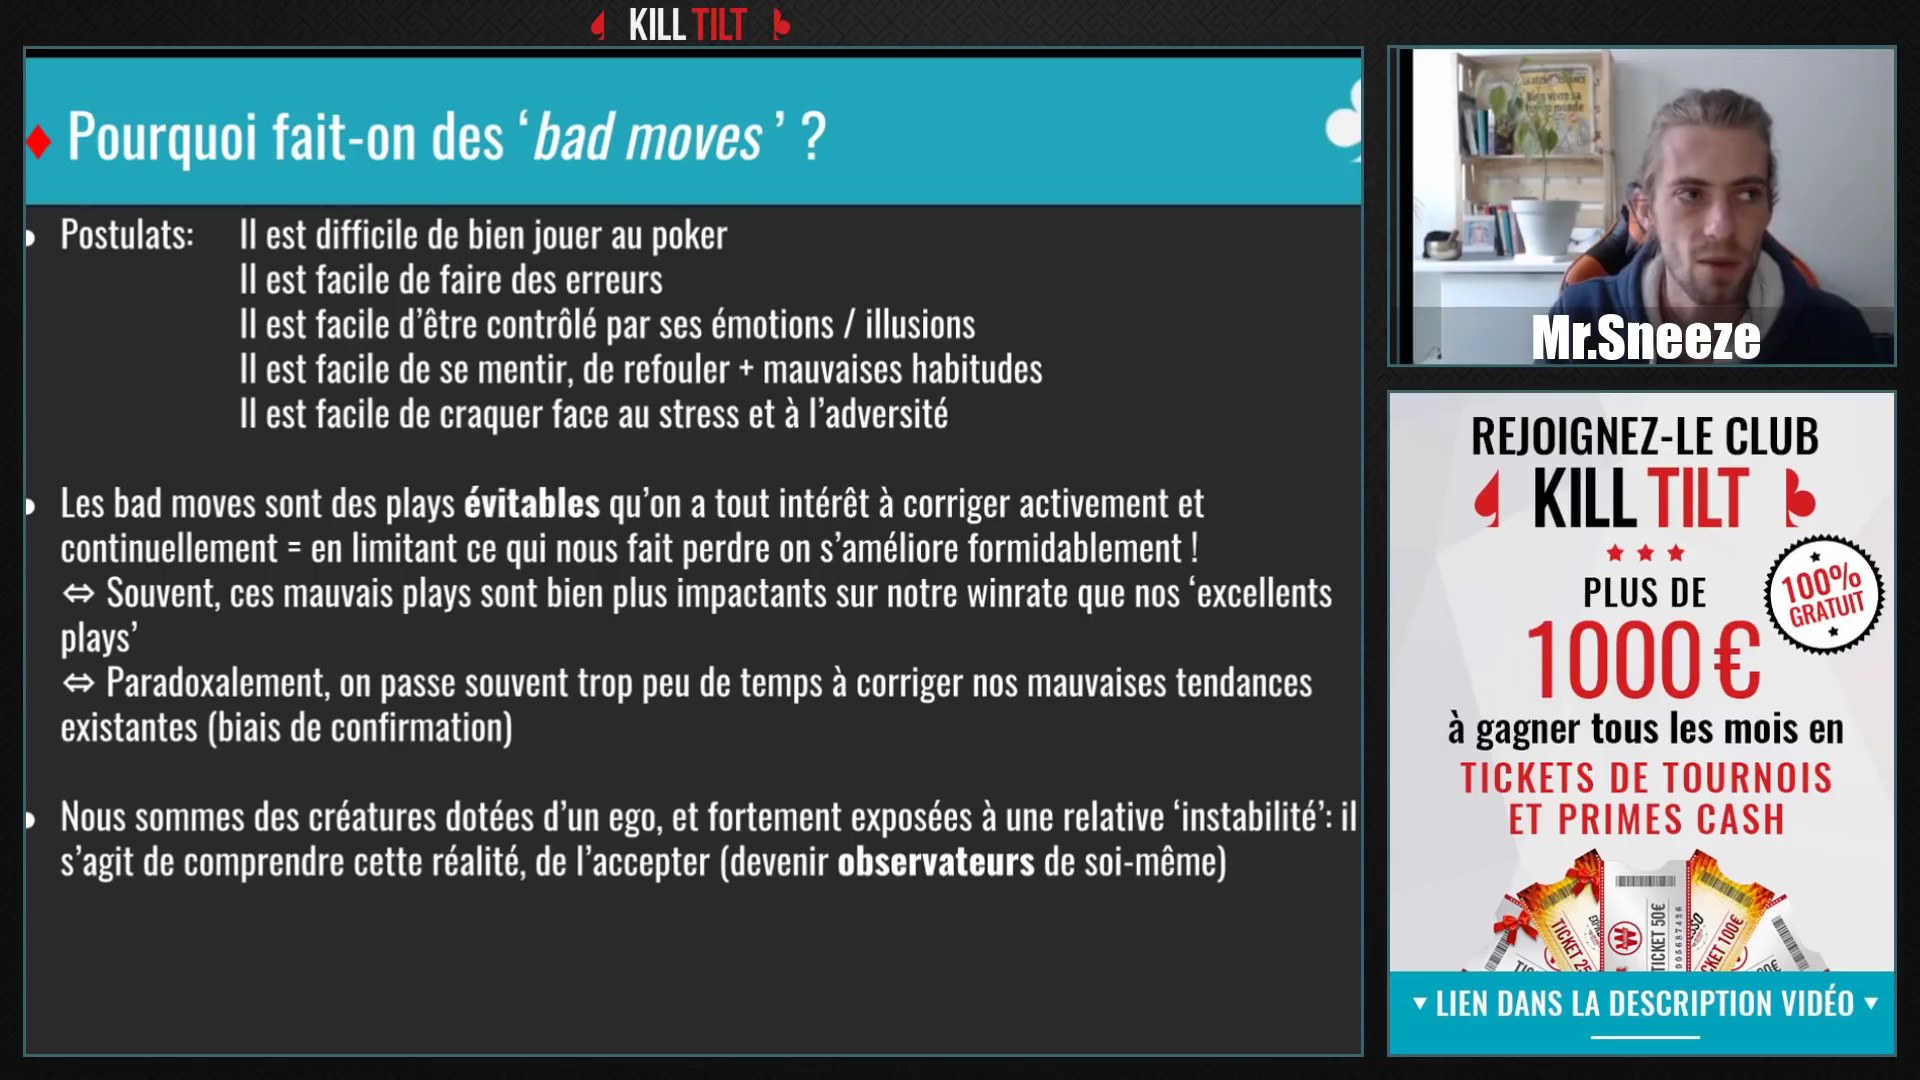 KILL TILT
Pourquoi fait-on des ‘bad moves’ ?
Postulats: Il est difficile de bien jouer au poker
Il est facile de faire des erreurs
Il est facile d’être contrôlé par ses émotions / illusions
Il est facile de se mentir, de refouler + mauvaises habitudes
Il est facile de craquer face au stress et à l’adversité
Les bad moves sont des plays évitables qu’on a tout intérêt à corriger activement et
continuellement = en limitant ce qui nous fait perdre on s’améliore formidablement !
⇔ Souvent, ces mauvais plays sont bien plus impactants sur notre winrate que nos ‘excellents
plays’
⇔ Paradoxalement, on passe souvent trop peu de temps à corriger nos mauvaises tendances
existantes (biais de confirmation)
Nous sommes des créatures dotées d’un ego, et fortement exposées à une relative ‘instabilité’: il
s’agit de comprendre cette réalité, de l’accepter (devenir observateurs de soi-même)
Bien vivre sa
monde
Mr.Sneeze
REJOIGNEZ-LE CLUB
KILL TILT
PLUS DE
100%
GRATUIT
1000€
à gagner tous les mois en
TICKETS DE TOURNOIS
ET PRIMES CASH
TICKET 50€
TICKET 100€
LIEN DANS LA DESCRIPTION VIDÉO